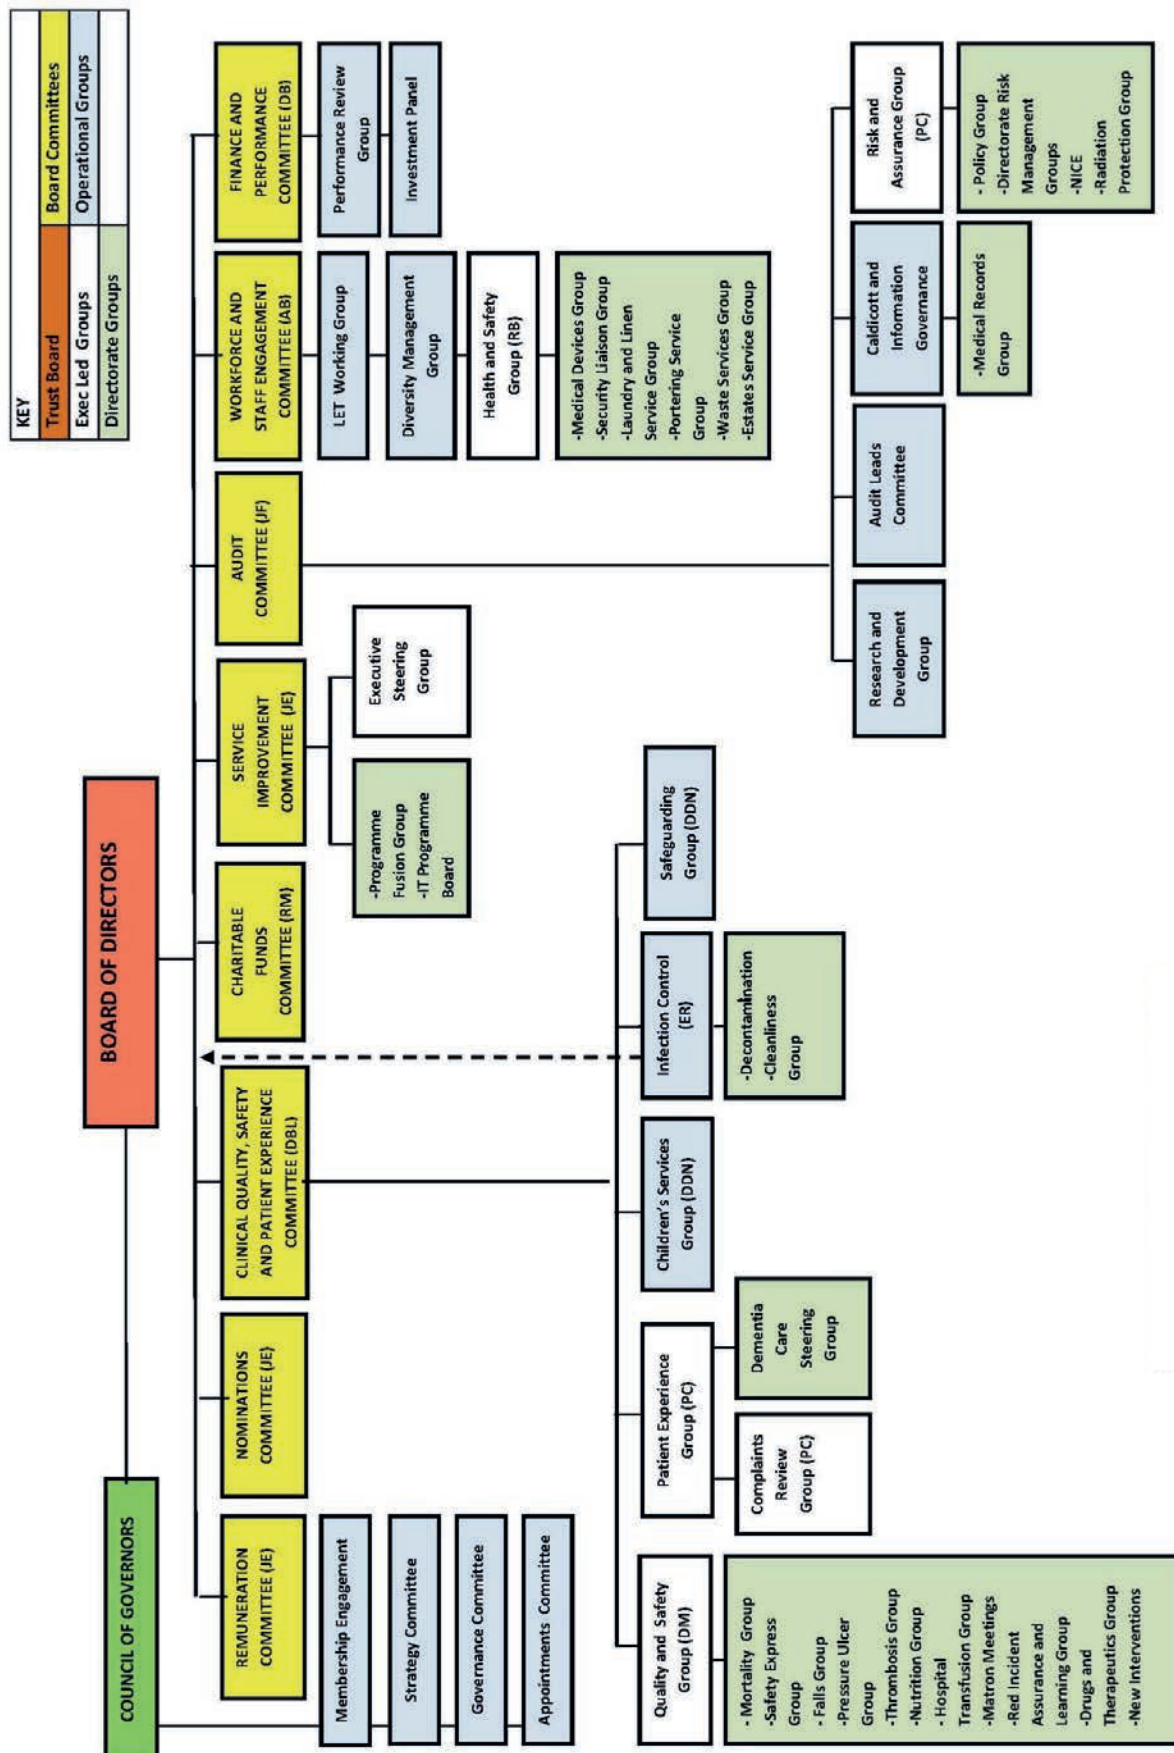 KEY
Trust Board
Board Committees
Exec Led Groups
Operational Groups
Directorate Groups
COUNCIL OF GOVERNORS
BOARD OF DIRECTORS
REMUNERATION
COMMITTEE (JE)
NOMINATIONS
COMMITTEE (JE)
CLINICAL QUALITY, SAFETY
AND PATIENT EXPERIENCE
COMMITTEE (DBL)
CHARITABLE
FUNDS
COMMITTEE (RM)
SERVICE
IMPROVEMENT
COMMITTEE (JE)
AUDIT
COMMITTEE (JF)
WORKFORCE AND
STAFF ENGAGEMENT
COMMITTEE (AB)
FINANCE AND
PERFORMANCE
COMMITTEE (DB)
Membership Engagement
Strategy Committee
Governance Committee
Appointments Committee
-Programme
Fusion Group
-IT Programme
Board
Executive
Steering
Group
LET Working Group
Diversity Management
Group
Health and Safety
Group (RB)
-Medical Devices Group
-Security Liaison Group
-Laundry and Linen
Service Group
-Portering Service
Group
-Waste Services Group
-Estates Service Group
Performance Review
Group
Investment Panel
Quality and Safety
Group (DM)
- Mortality Group
-Safety Express
Group
- Falls Group
-Pressure Ulcer
Group
-Thrombosis Group
-Nutrition Group
- Hospital
Transfusion Group
-Matron Meetings
-Red Incident
Assurance and
Learning Group
-Drugs and
Therapeutics Group
-New Interventions
Patient Experience
Group (PC)
Complaints
Review
Group (PC)
Dementia
Care
Steering
Group
Children's Services
Group (DDN)
Infection Control
(ER)
-Decontamination
-Cleanliness
Group
Safeguarding
Group (DDN)
Research and
Development
Group
Audit Leads
Committee
Caldicott and
Information
Governance
-Medical Records
Group
Risk and
Assurance Group
(PC)
- Policy Group
-Directorate Risk
Management
Groups
-NICE
-Radiation
Protection Group